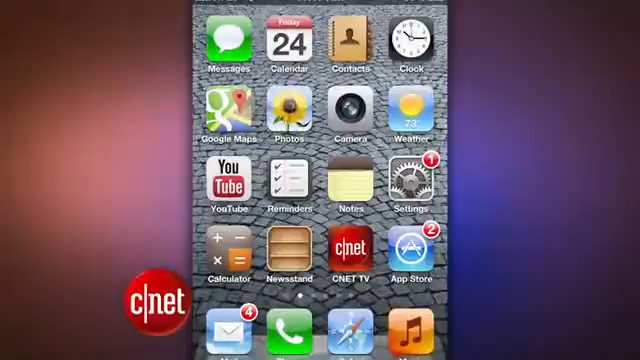 Messages
Friday
24
Calendar
Contacts
Clock
Google Maps
Photos
Camera
73°
Weather
You
Tube
YouTube
Reminders
Notes
1
Settings
Calculator
Newsstand
c|net
CNET TV
2
App Store
c|net
4